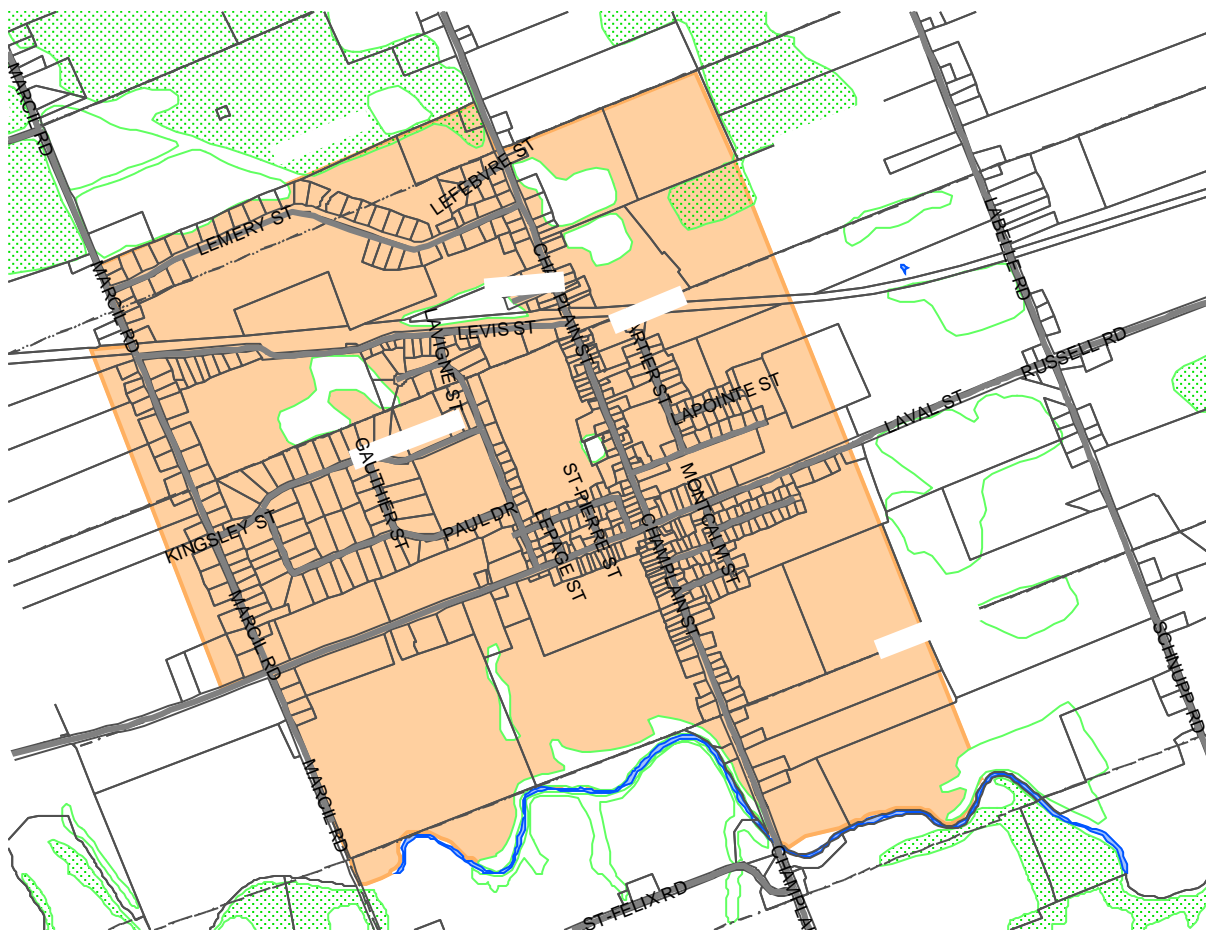 MARCIL RD
LEFEBVRE ST
LEMERY ST
LABELLE RD
MARCIL RD
CHAMPLAIN ST
LEVIS ST
LAVIGNE ST
RUSSELL RD
LAPOINTE ST
LAVAL ST
GAUTHIER ST
ST-PIERRE ST
MONTCALM ST
KINGSLEY ST
PAUL DR
LEPAGE ST
CHAMPLAIN ST
MARCIL RD
SCHNUPP RD
MARCIL RD
ST-FELIX RD